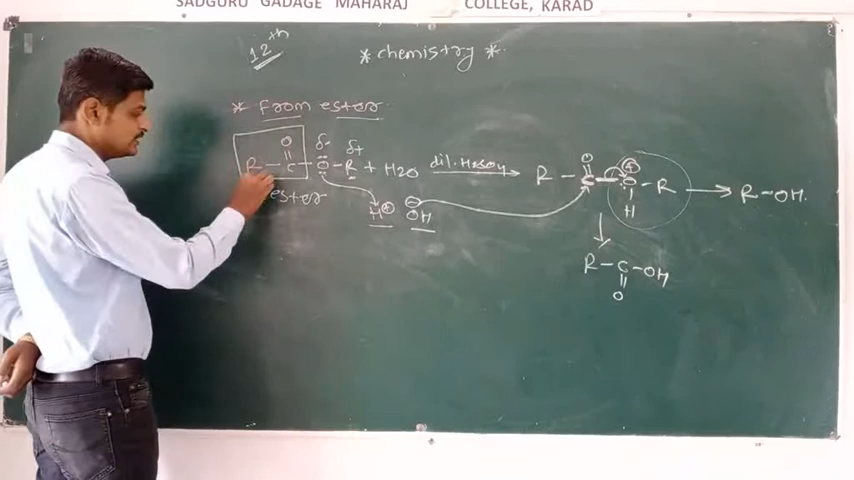 SADGURU GADAGE MAHARAJ COLLEGE, KARAD
12th
* chemistry *
* From ester
R - C - O - R + H2O dil. H2SO4 → R - C - O - R → R - OH.
O δ- δ+ O ⊕
ester H⊕ ⊖OH H
R - C - OH
O